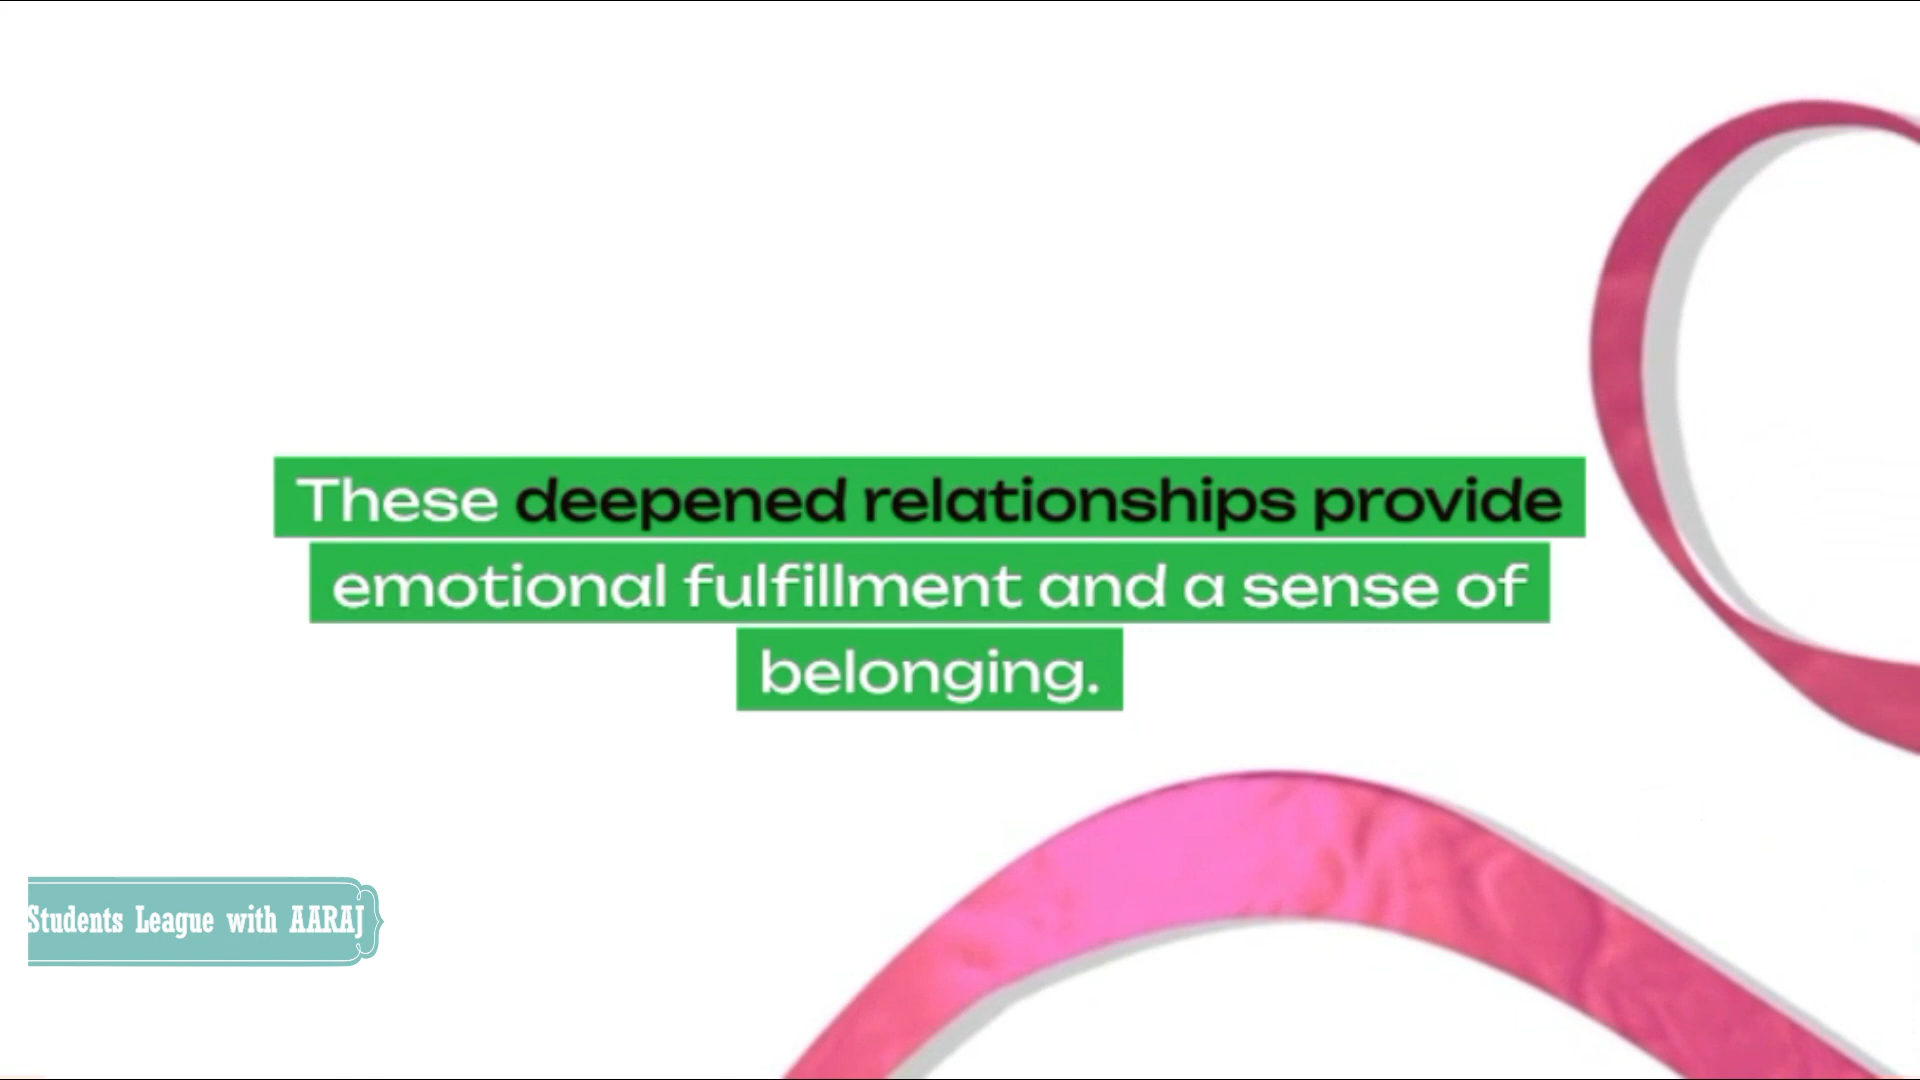 These deepened relationships provide
emotional fulfillment and a sense of
belonging.
Students League with AARAJ